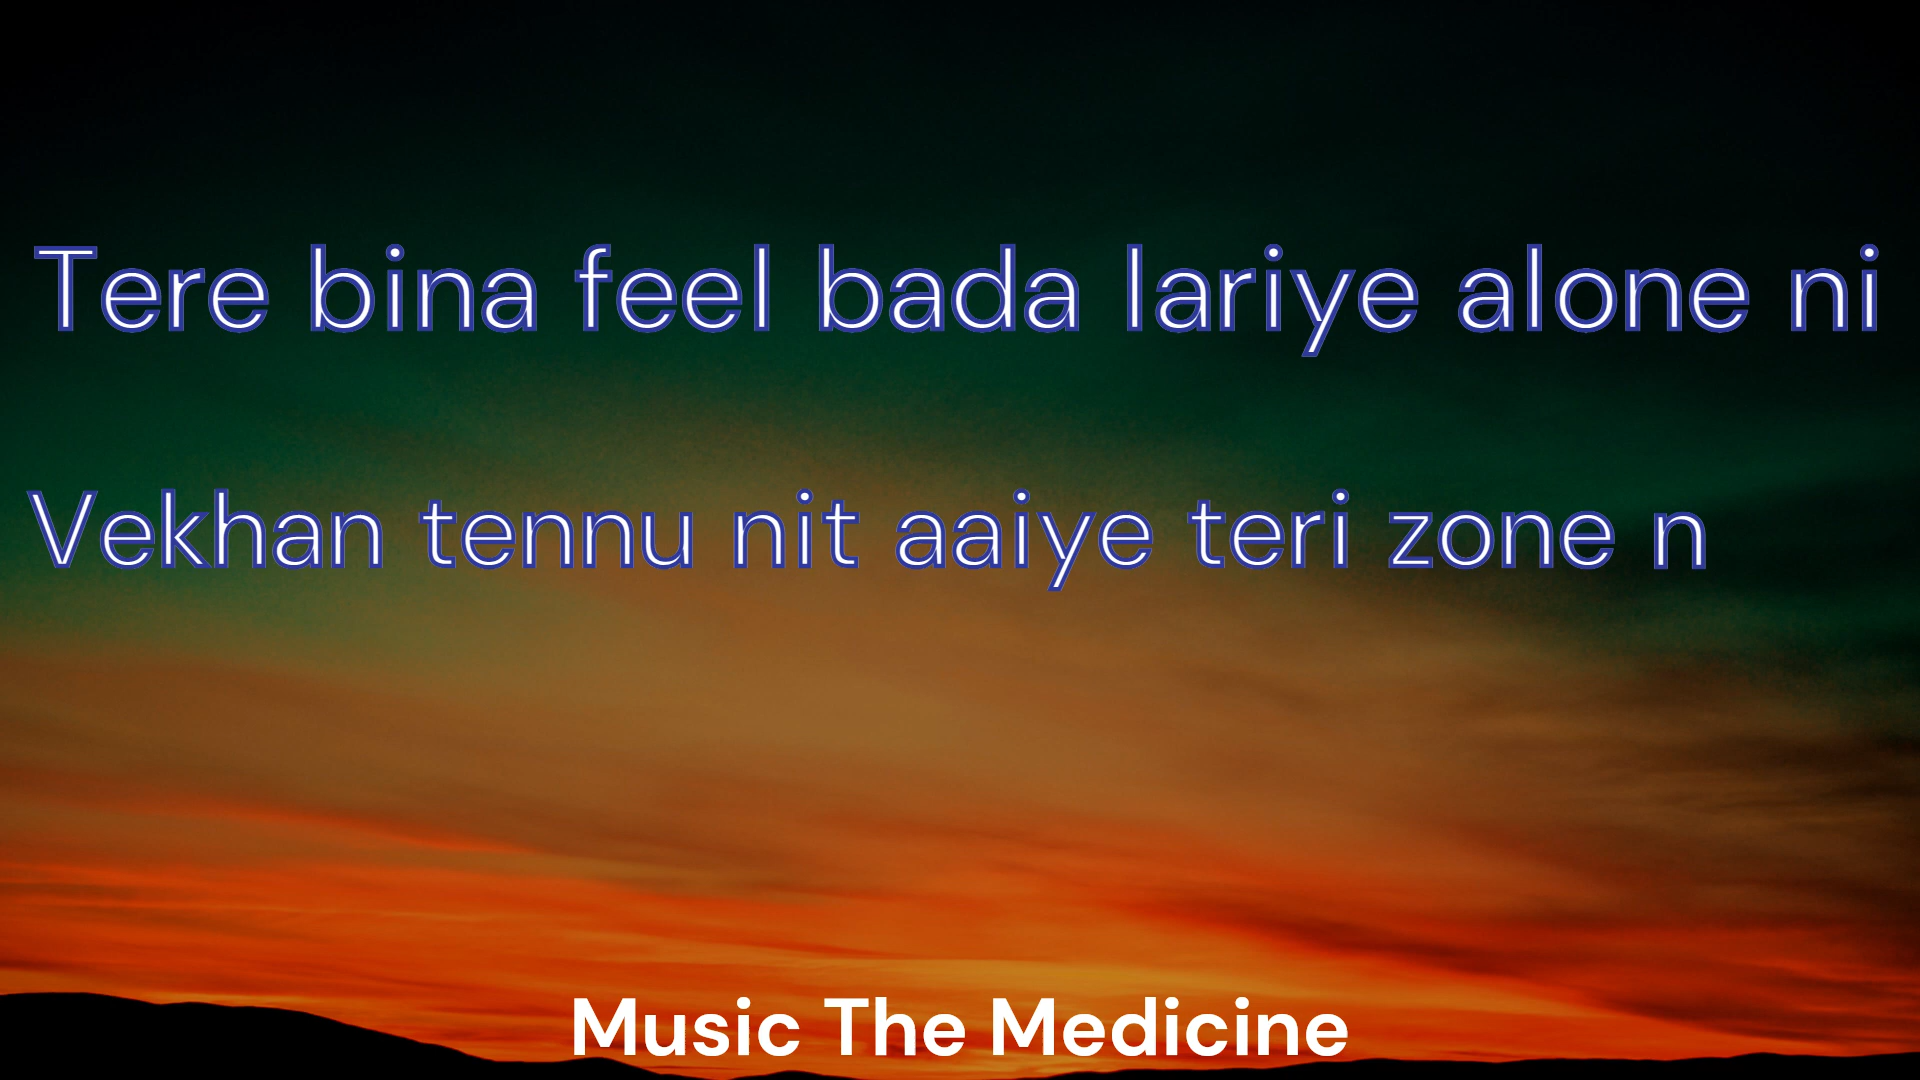 Tere bina feel bada lariye alone ni
Vekhan tennu nit aaiye teri zone n
Music The Medicine